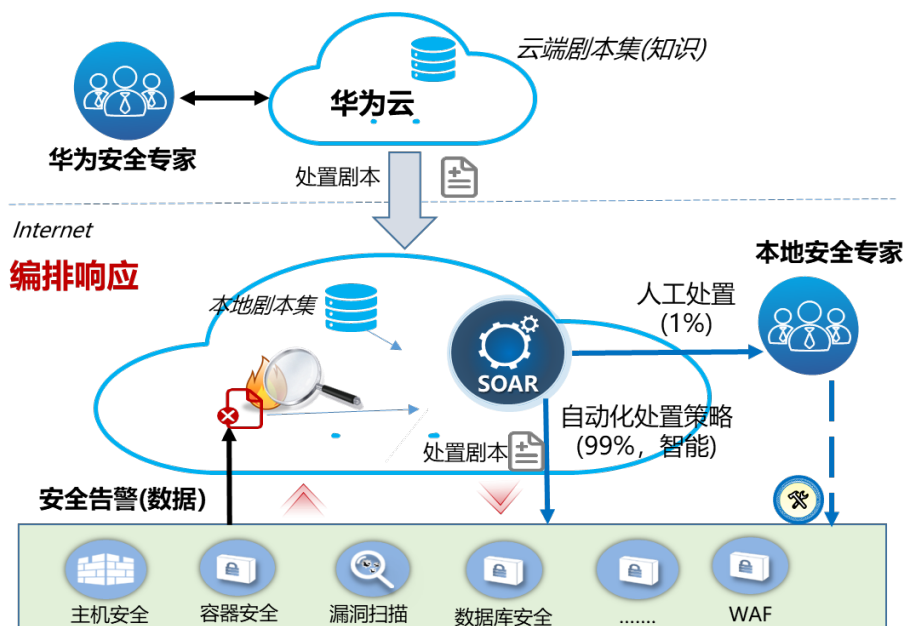 云端剧本集(知识)
华为云
华为安全专家
处置剧本
Internet
编排响应
本地安全专家
本地剧本集
人工处置
(1%)
SOAR
自动化处置策略
(99%，智能)
处置剧本
安全告警(数据)
主机安全
容器安全
漏洞扫描
数据库安全
.......
WAF